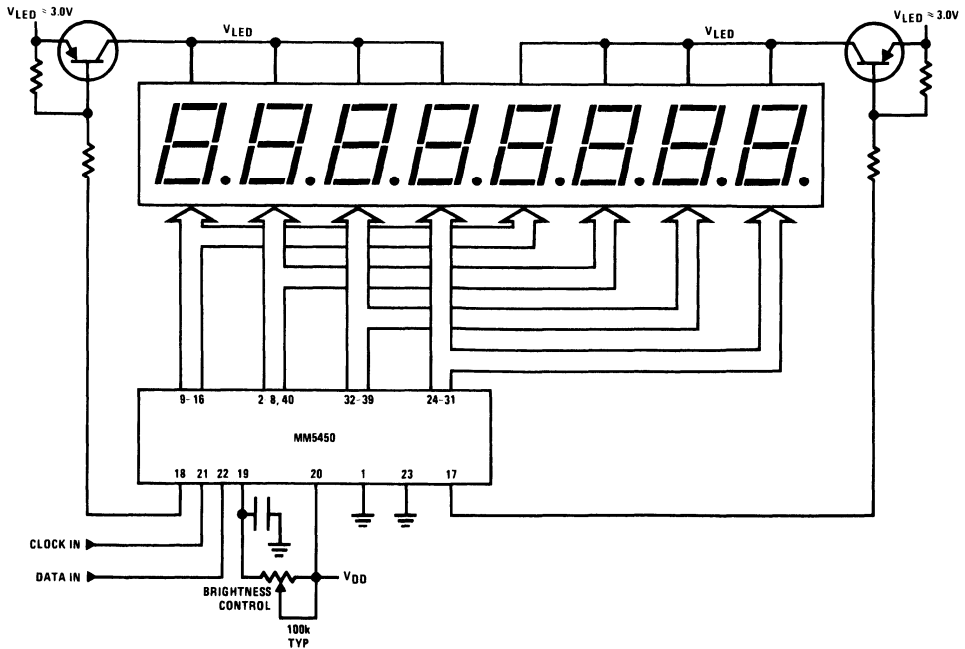 VLED ≈ 3.0V
VLED
VLED
VLED ≈ 3.0V
9-16
2 8, 40
32-39
24-31
MM5450
18 21 22 19 20 1 23 17
CLOCK IN
DATA IN
BRIGHTNESS
CONTROL
VDD
100k
TYP